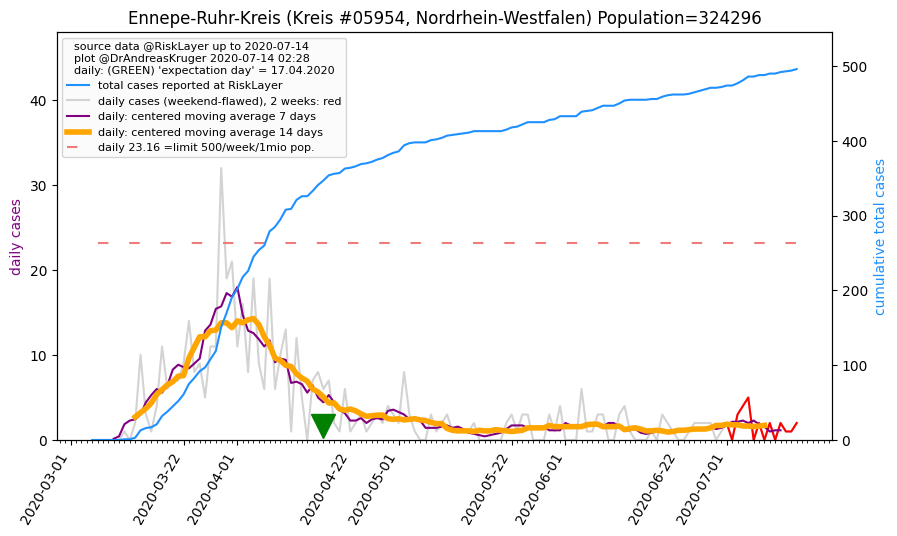 Ennepe-Ruhr-Kreis (Kreis #05954, Nordrhein-Westfalen) Population=324296
source data @RiskLayer up to 2020-07-14
plot @DrAndreasKruger 2020-07-14 02:28
daily: (GREEN) 'expectation day' = 17.04.2020
total cases reported at RiskLayer
daily cases (weekend-flawed), 2 weeks: red
daily: centered moving average 7 days
daily: centered moving average 14 days
daily 23.16 =limit 500/week/1mio pop.
daily cases
40
30
20
10
0
500
400
300
200
100
0
cumulative total cases
2020-03-01
2020-03-22
2020-04-01
2020-04-22
2020-05-01
2020-05-22
2020-06-01
2020-06-22
2020-07-01